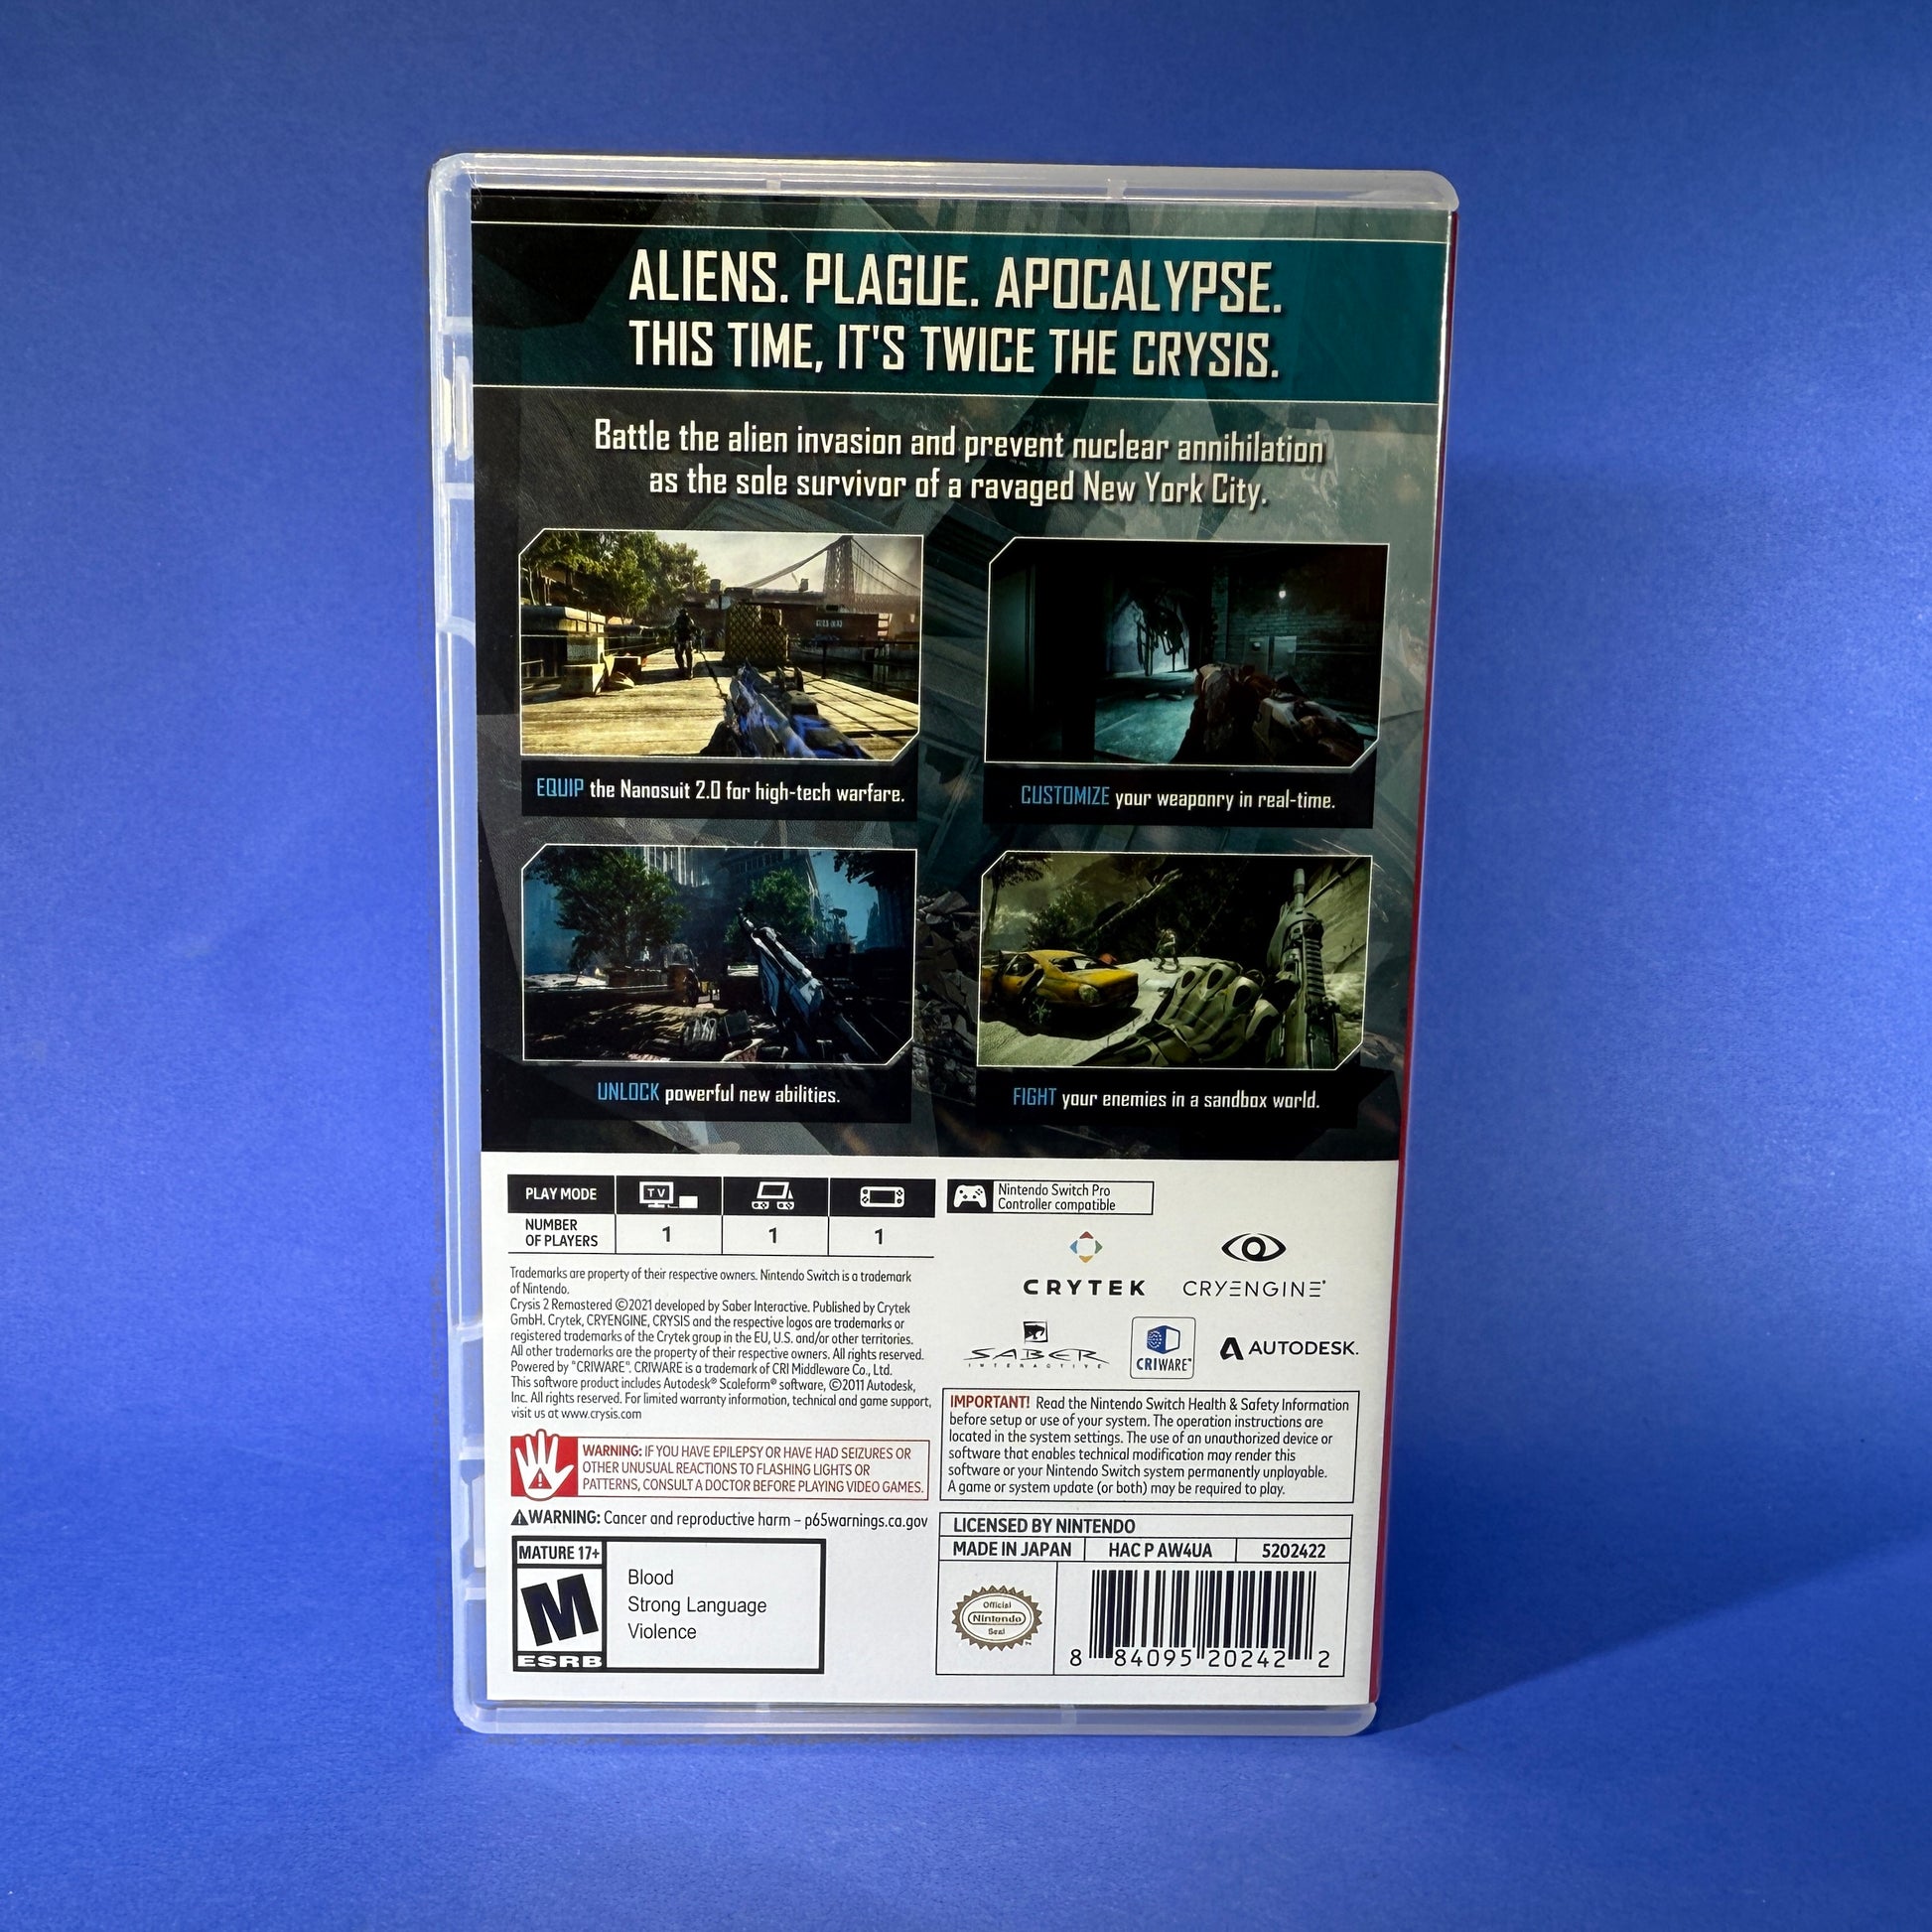 ALIENS. PLAGUE. APOCALYPSE.
THIS TIME, IT'S TWICE THE CRYSIS.
Battle the alien invasion and prevent nuclear annihilation
as the sole survivor of a ravaged New York City.
EQUIP the Nanosuit 2.0 for high-tech warfare.
CUSTOMIZE your weaponry in real-time.
UNLOCK powerful new abilities.
FIGHT your enemies in a sandbox world.
PLAY MODE
TV
NUMBER
OF PLAYERS
1
1
1
Nintendo Switch Pro
Controller compatible
Trademarks are property of their respective owners. Nintendo Switch is a trademark
of Nintendo.
Crysis 2 Remastered ©2021 developed by Saber Interactive. Published by Crytek
GmbH. Crytek, CRYENGINE, CRYSIS and the respective logos are trademarks or
registered trademarks of the Crytek group in the EU, U.S. and/or other territories.
All other trademarks are the property of their respective owners. All rights reserved.
Powered by "CRIWARE". CRIWARE is a trademark of CRI Middleware Co., Ltd.
This software product includes Autodesk® Scaleform® software, ©2011 Autodesk,
Inc. All rights reserved. For limited warranty information, technical and game support,
visit us at www.crysis.com
CRYTEK
CRYENGINE®
SABER
INTERACTIVE
CRIWARE™
AUTODESK.
WARNING: IF YOU HAVE EPILEPSY OR HAVE HAD SEIZURES OR
OTHER UNUSUAL REACTIONS TO FLASHING LIGHTS OR
PATTERNS, CONSULT A DOCTOR BEFORE PLAYING VIDEO GAMES.
WARNING: Cancer and reproductive harm – p65warnings.ca.gov
IMPORTANT! Read the Nintendo Switch Health & Safety Information
before setup or use of your system. The operation instructions are
located in the system settings. The use of an unauthorized device or
software that enables technical modification may render this
software or your Nintendo Switch system permanently unplayable.
A game or system update (or both) may be required to play.
MATURE 17+
M
ESRB
Blood
Strong Language
Violence
LICENSED BY NINTENDO
MADE IN JAPAN
HAC P AW4UA
5202422
Official
Nintendo
Seal
8 84095 20242 2